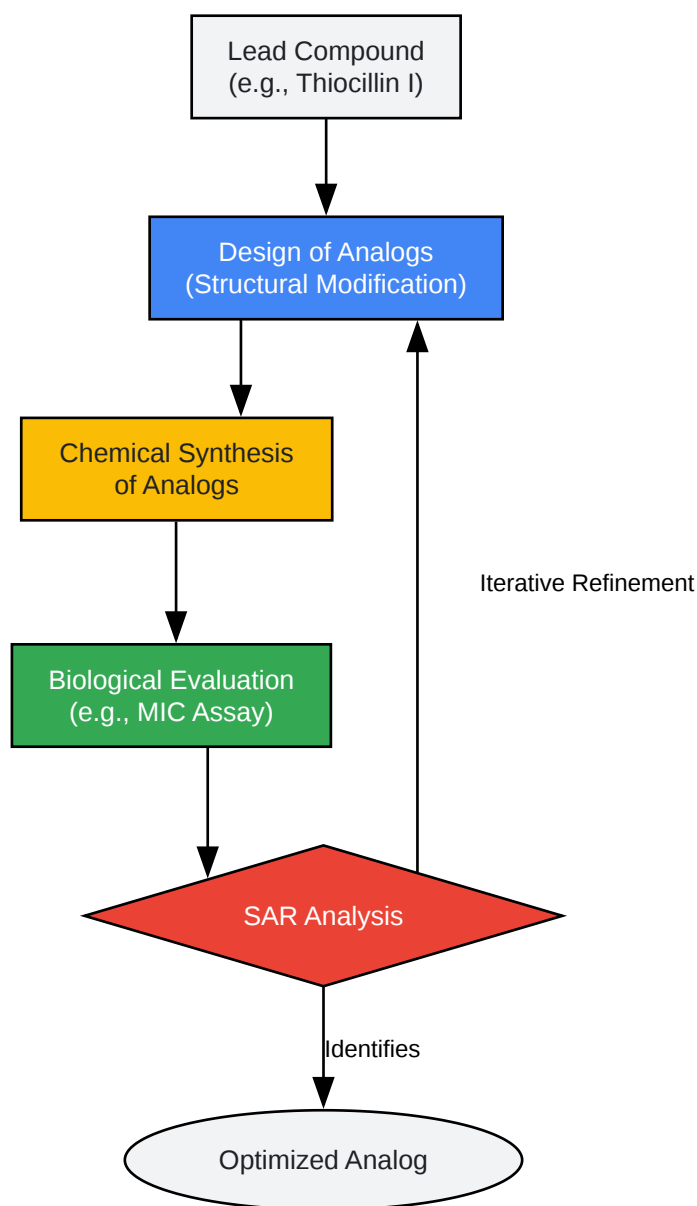 Lead Compound
(e.g., Thiocillin I)
Design of Analogs
(Structural Modification)
Chemical Synthesis
of Analogs
Iterative Refinement
Biological Evaluation
(e.g., MIC Assay)
SAR Analysis
Identifies
Optimized Analog